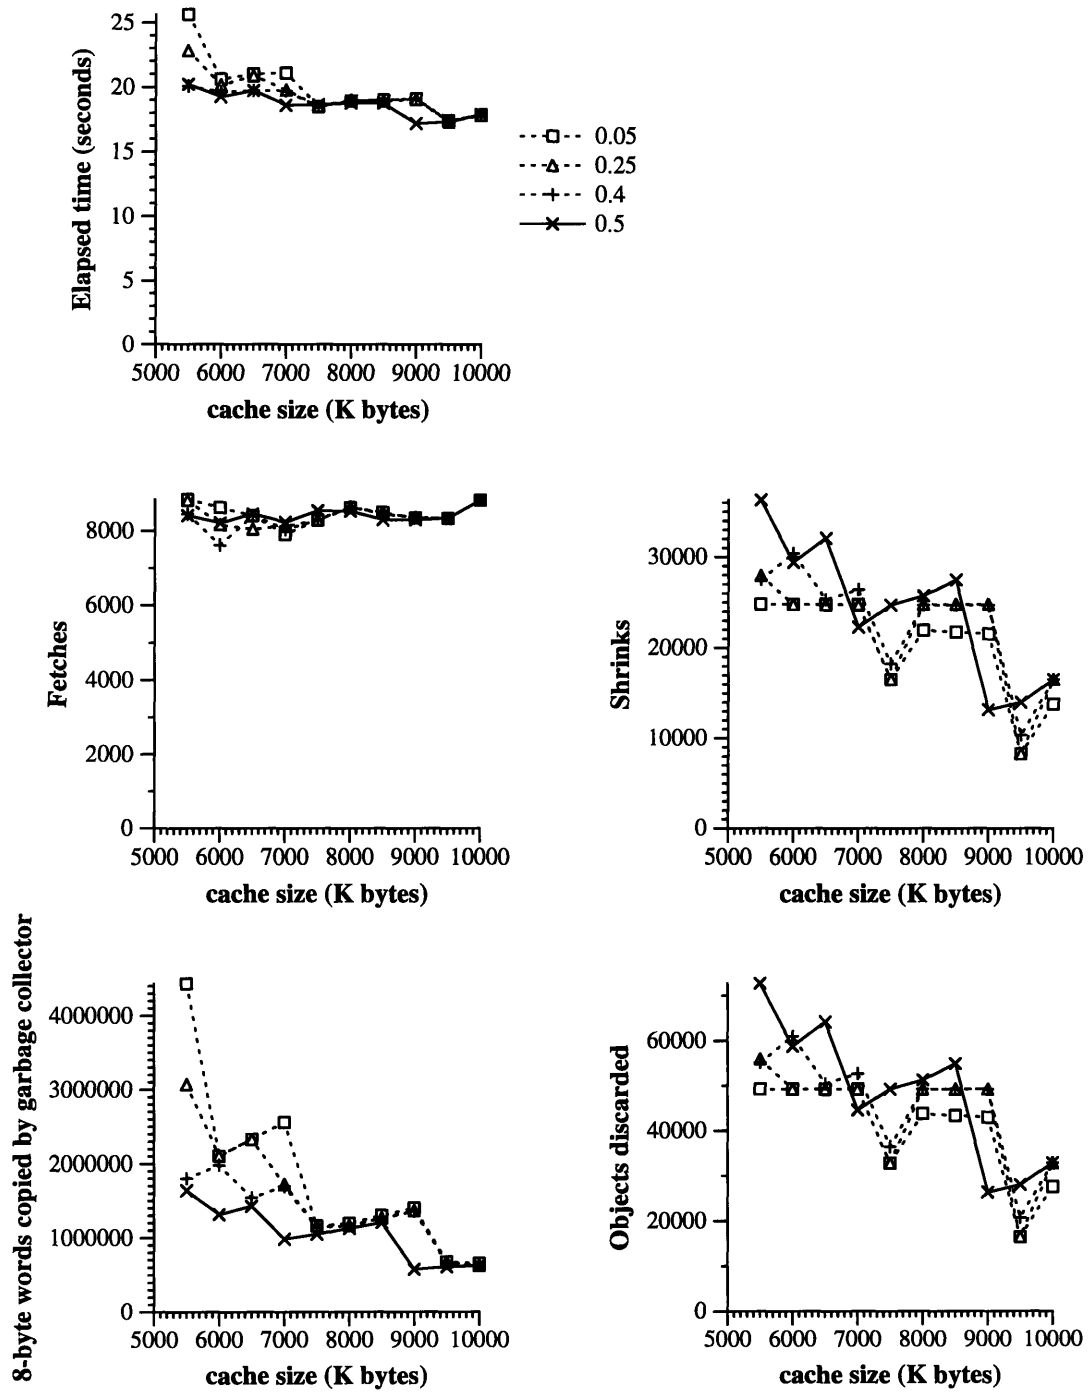 Elapsed time (seconds)
25
20
15
10
5
0
5000 6000 7000 8000 9000 10000
cache size (K bytes)
0.05
0.25
0.4
0.5
Fetches
8000
6000
4000
2000
0
5000 6000 7000 8000 9000 10000
cache size (K bytes)
Shrinks
30000
20000
10000
0
5000 6000 7000 8000 9000 10000
cache size (K bytes)
8-byte words copied by garbage collector
4000000
3000000
2000000
1000000
0
5000 6000 7000 8000 9000 10000
cache size (K bytes)
Objects discarded
60000
40000
20000
0
5000 6000 7000 8000 9000 10000
cache size (K bytes)